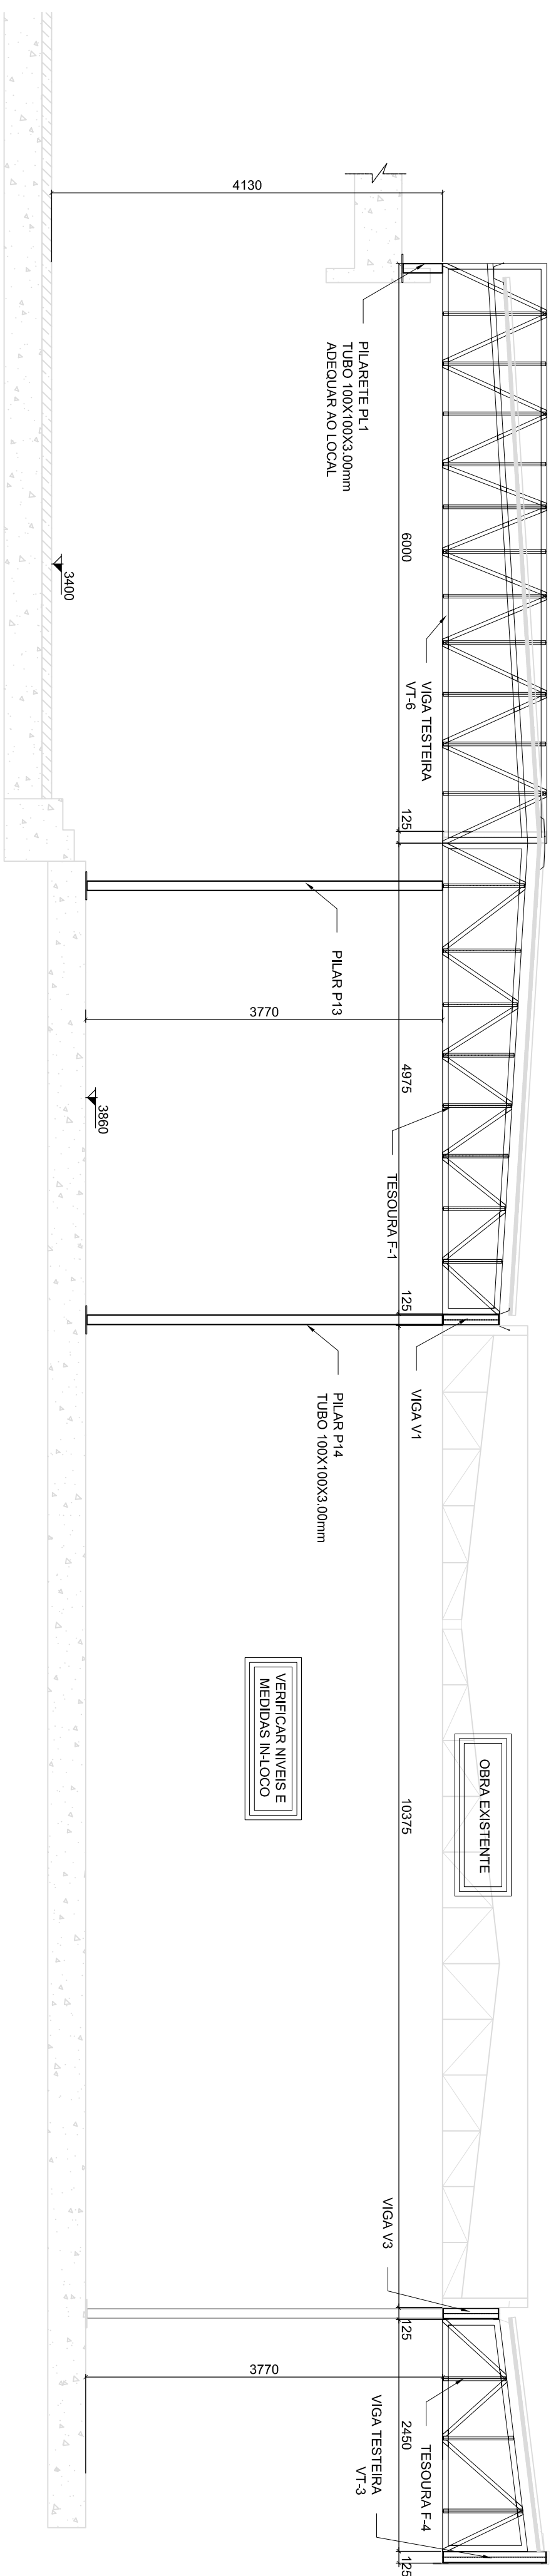 4130
PILARETE PL1
TUBO 100X100X3.00mm
ADEQUAR AO LOCAL
6000
3400
VIGA TESTEIRA
VT-6
125
PILAR P13
3770
4975
3860
TESOURA F-1
125
VIGA V1
PILAR P14
TUBO 100X100X3.00mm
VERIFICAR NIVEIS E
MEDIDAS IN-LOCO
OBRA EXISTENTE
10375
VIGA V3
125
3770
2450
TESOURA F-4
VIGA TESTEIRA
VT-3
125